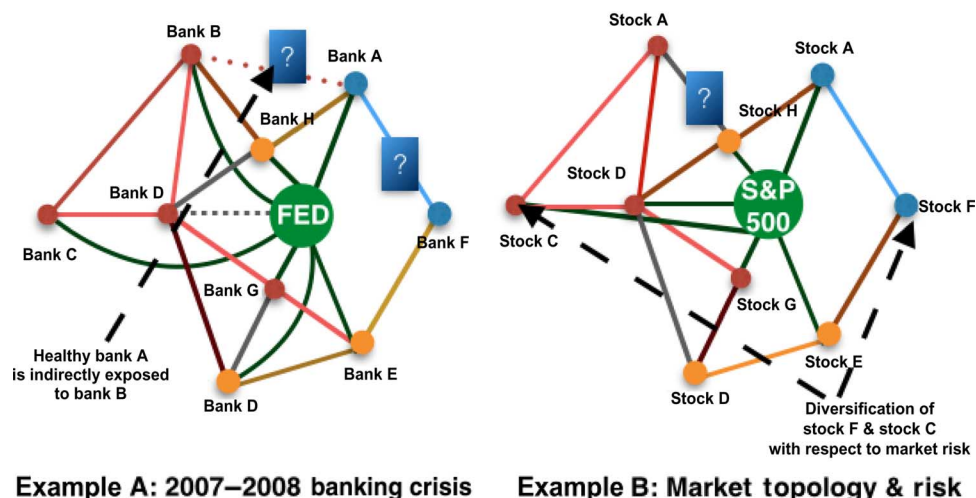 Bank B
?
Bank A
Bank H
?
Bank D
FED
Bank C
Bank F
Bank G
Healthy bank A
is indirectly exposed
to bank B
Bank E
Bank D
Example A: 2007–2008 banking crisis
Stock A
Stock A
?
Stock H
Stock D
S&P
500
Stock F
Stock C
Stock G
Stock E
Stock D
Diversification of
stock F & stock C
with respect to market risk
Example B: Market topology & risk